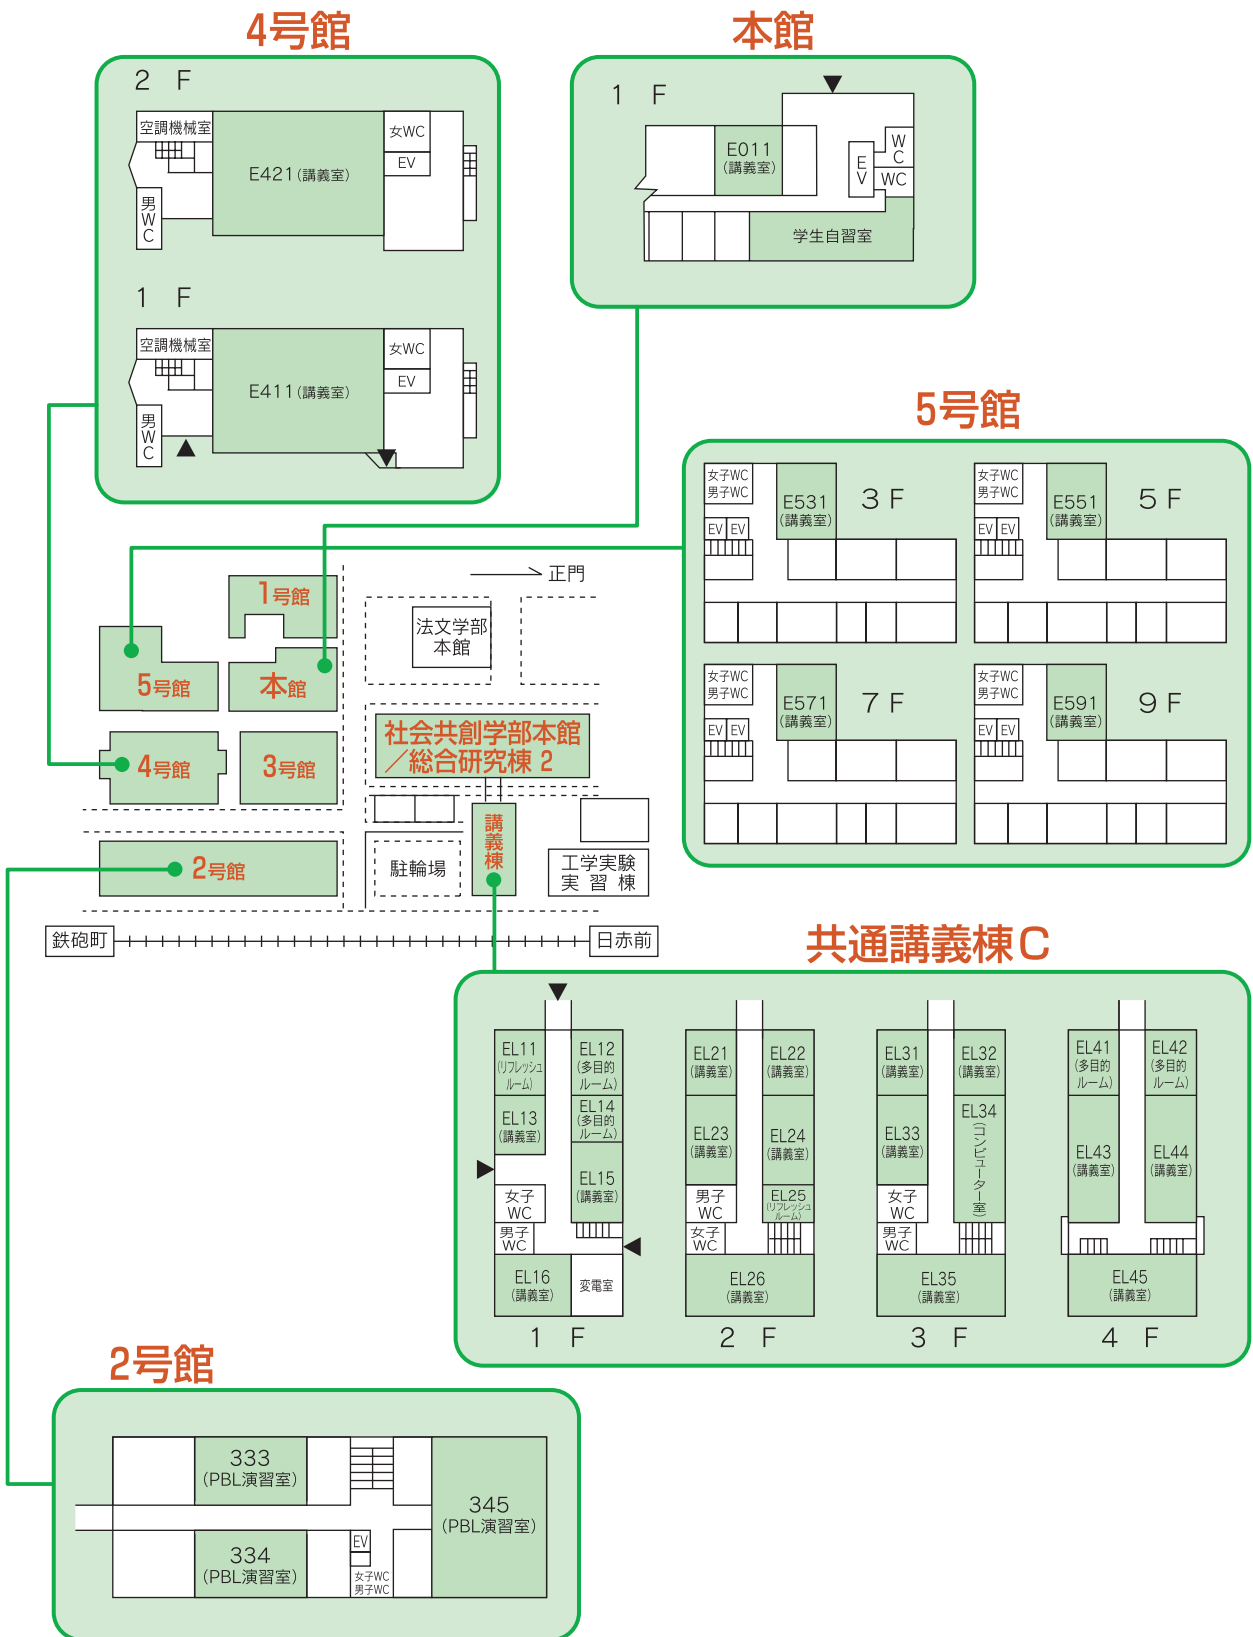 4号館
2 F
空調機械室
男WC
E421(講義室)
女WC
EV
1 F
空調機械室
男WC
E411(講義室)
女WC
EV
本館
1 F
E011
(講義室)
EV
WC
WC
学生自習室
5号館
女子WC
男子WC
EV EV
E531
(講義室)
3 F
女子WC
男子WC
EV EV
E551
(講義室)
5 F
女子WC
男子WC
EV EV
E571
(講義室)
7 F
女子WC
男子WC
EV EV
E591
(講義室)
9 F
正門
1号館
5号館
本館
4号館
3号館
2号館
法文学部
本館
社会共創学部本館
/総合研究棟 2
講義棟
駐輪場
工学実験
実習棟
鉄砲町
日赤前
共通講義棟C
EL11
(リフレッシュ
ルーム)
EL12
(多目的
ルーム)
EL13
(講義室)
EL14
(多目的
ルーム)
EL15
(講義室)
女子
WC
男子
WC
EL16
(講義室)
変電室
1 F
EL21
(講義室)
EL22
(講義室)
EL23
(講義室)
EL24
(講義室)
EL25
(リフレッシュ
ルーム)
男子
WC
女子
WC
EL26
(講義室)
2 F
EL31
(講義室)
EL32
(講義室)
EL33
(講義室)
EL34
(コンピューター室)
女子
WC
男子
WC
EL35
(講義室)
3 F
EL41
(多目的
ルーム)
EL42
(多目的
ルーム)
EL43
(講義室)
EL44
(講義室)
EL45
(講義室)
4 F
2号館
333
(PBL演習室)
334
(PBL演習室)
EV
女子WC
男子WC
345
(PBL演習室)